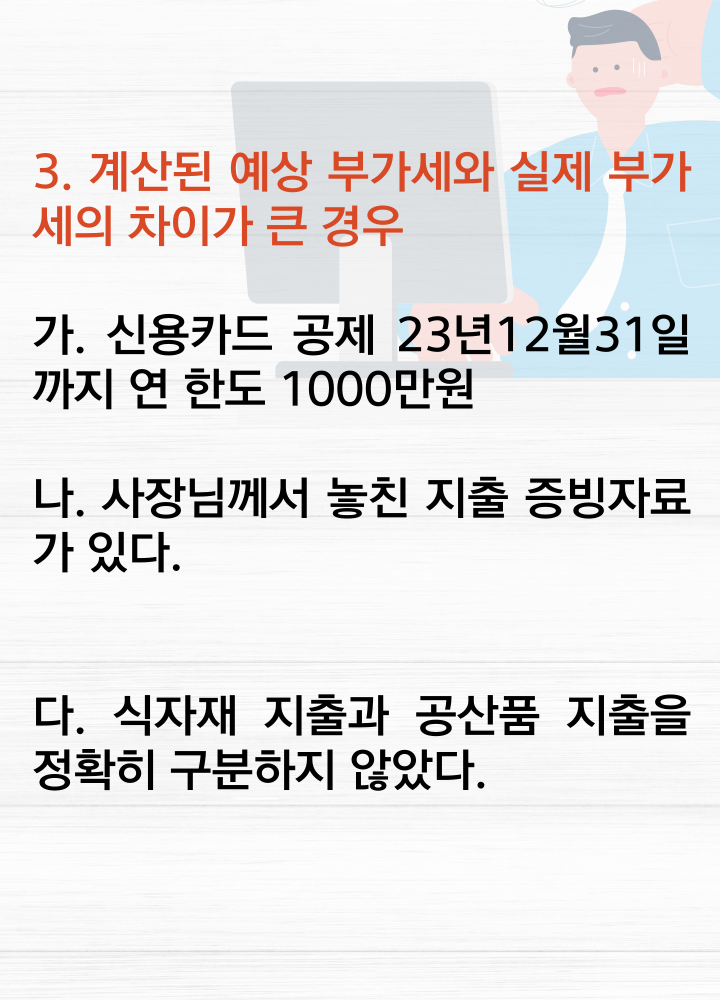 3. 계산된 예상 부가세와 실제 부가
세의 차이가 큰 경우
가. 신용카드 공제 23년12월31일
까지 연 한도 1000만원
나. 사장님께서 놓친 지출 증빙자료
가 있다.
다. 식자재 지출과 공산품 지출을
정확히 구분하지 않았다.